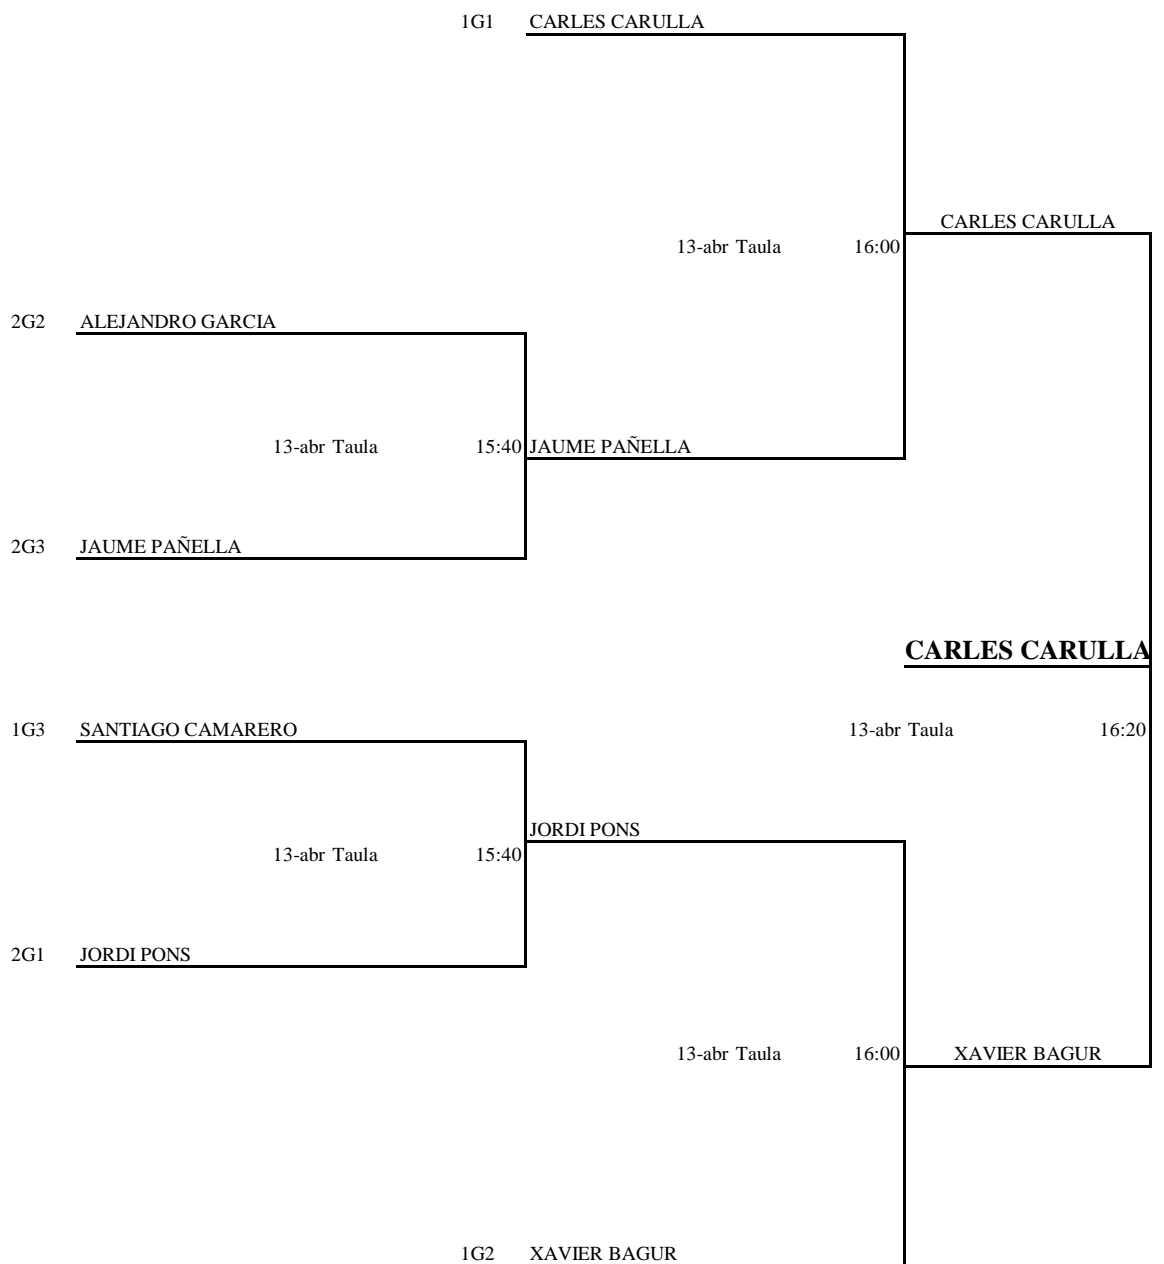 1G1 CARLES CARULLA
CARLES CARULLA
13-abr Taula 16:00
2G2 ALEJANDRO GARCIA
13-abr Taula 15:40 JAUME PAÑELLA
2G3 JAUME PAÑELLA
CARLES CARULLA
1G3 SANTIAGO CAMARERO 13-abr Taula 16:20
JORDI PONS
13-abr Taula 15:40
2G1 JORDI PONS
13-abr Taula 16:00 XAVIER BAGUR
1G2 XAVIER BAGUR